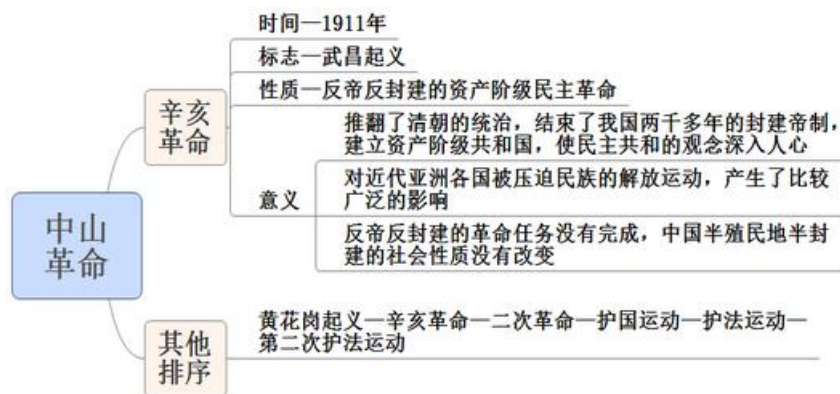 中山
革命
辛亥
革命
时间—1911年
标志—武昌起义
性质—反帝反封建的资产阶级民主革命
意义
推翻了清朝的统治，结束了我国两千多年的封建帝制，
建立资产阶级共和国，使民主共和的观念深入人心
对近代亚洲各国被压迫民族的解放运动，产生了比较
广泛的影响
反帝反封建的革命任务没有完成，中国半殖民地半封
建的社会性质没有改变
其他
排序
黄花岗起义—辛亥革命—二次革命—护国运动—护法运动—
第二次护法运动